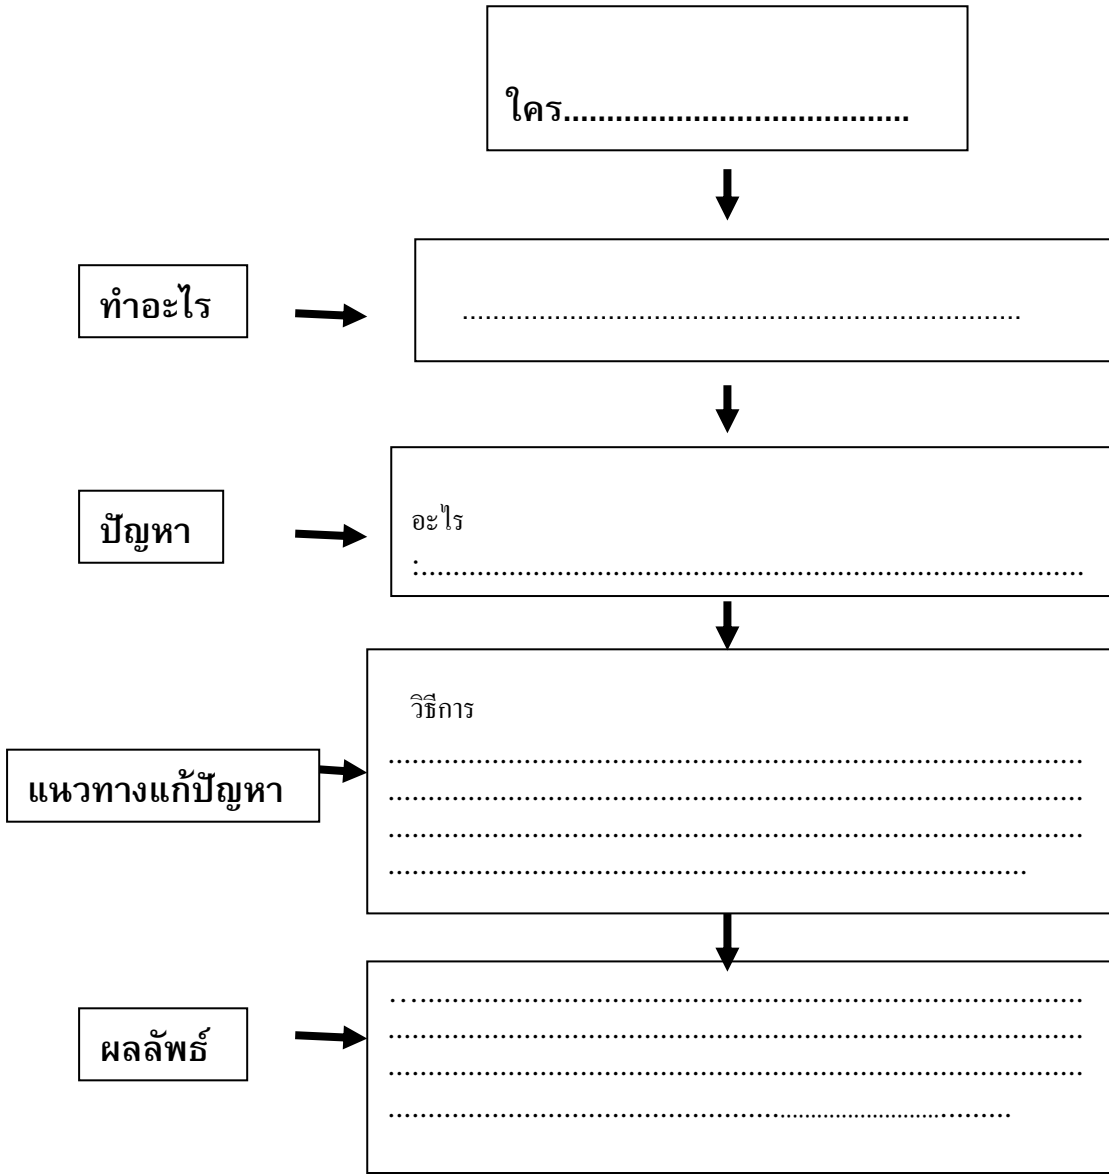 ใคร........................................
ทำอะไร
........................................................................
ปัญหา
อะไร
:...................................................................................
วิธีการ
แนวทางแก้ปัญหา
.......................................................................................
.......................................................................................
.......................................................................................
................................................................................
ผลลัพธ์
.......................................................................................
.......................................................................................
.......................................................................................
....................................................................................